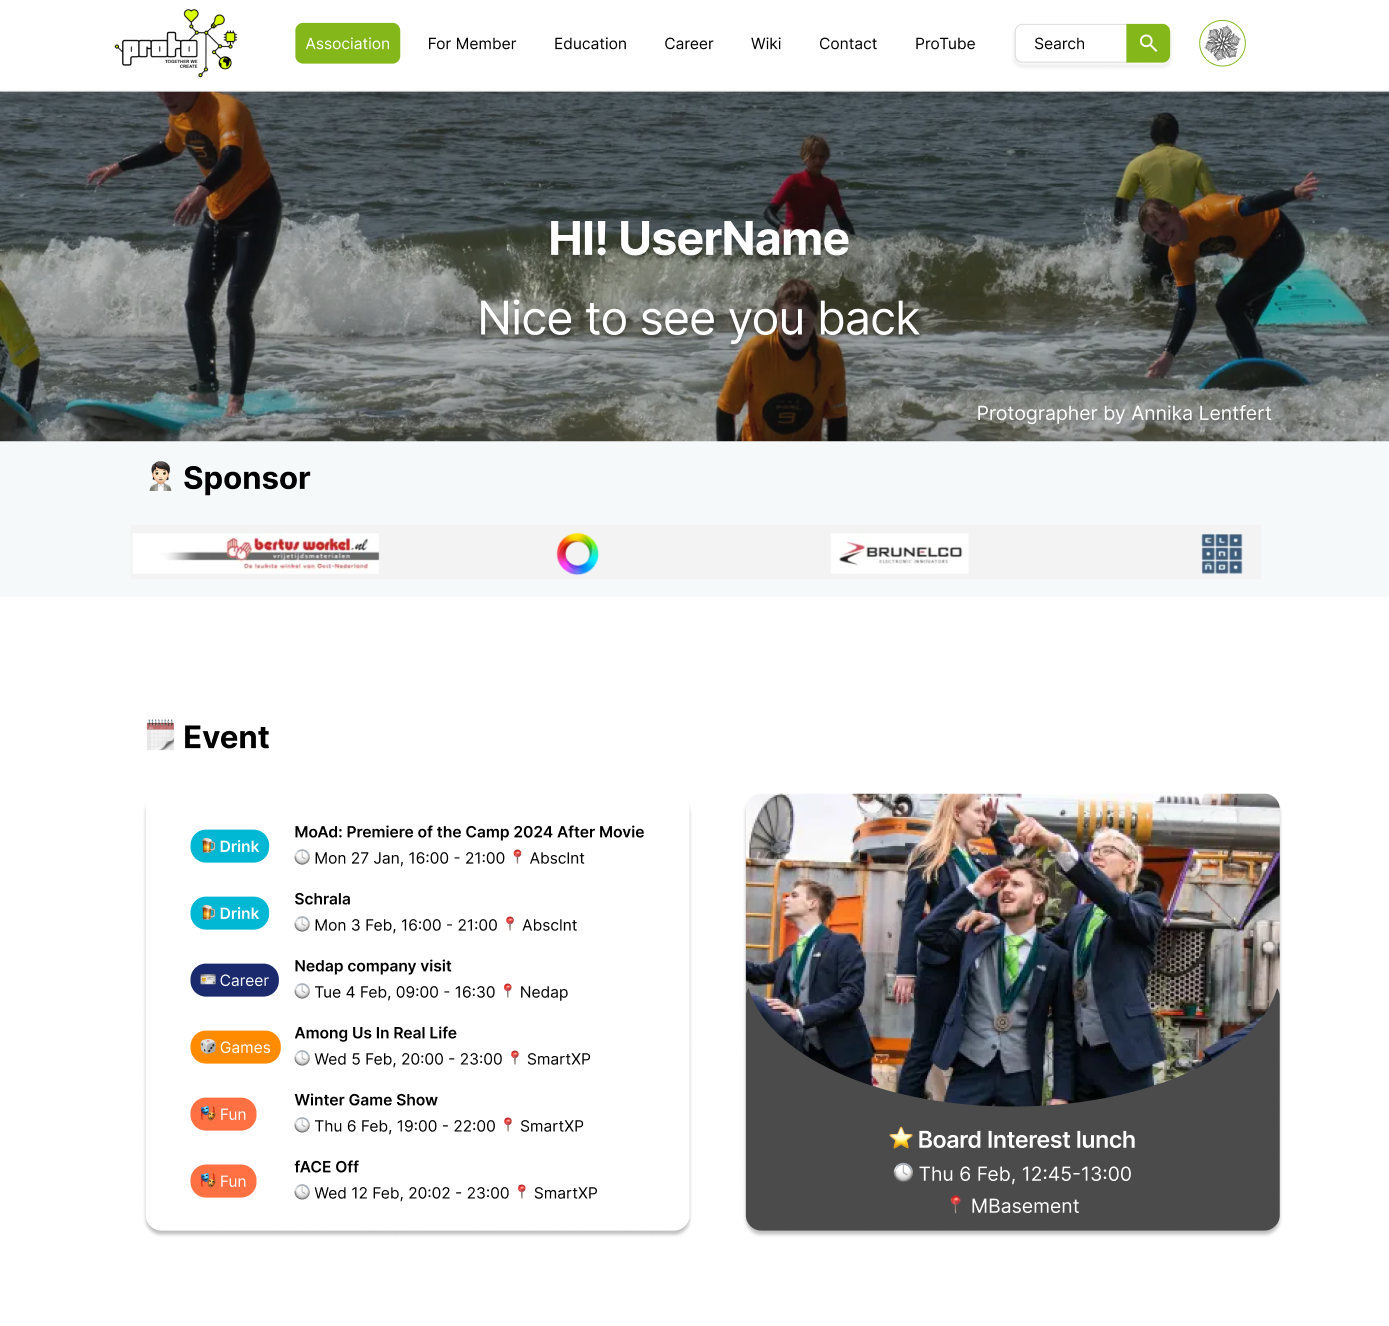 proto
TOGETHER WE
CREATE
Association
For Member
Education
Career
Wiki
Contact
ProTube
Search
HI! UserName
Nice to see you back
9
Protographer by Annika Lentfert
Sponsor
bertus workel.nl
vrijetijdsmaterialen
De leukste winkel van Oost-Nederland
BRUNELCO
ELECTRONIC INNOVATORS
CLO
NI
ÑO
Event
Drink
MoAd: Premiere of the Camp 2024 After Movie
Mon 27 Jan, 16:00 - 21:00 AbscInt
Drink
Schrala
Mon 3 Feb, 16:00 - 21:00 AbscInt
Career
Nedap company visit
Tue 4 Feb, 09:00 - 16:30 Nedap
Games
Among Us In Real Life
Wed 5 Feb, 20:00 - 23:00 SmartXP
Fun
Winter Game Show
Thu 6 Feb, 19:00 - 22:00 SmartXP
Fun
fACE Off
Wed 12 Feb, 20:02 - 23:00 SmartXP
Board Interest lunch
Thu 6 Feb, 12:45-13:00
MBasement